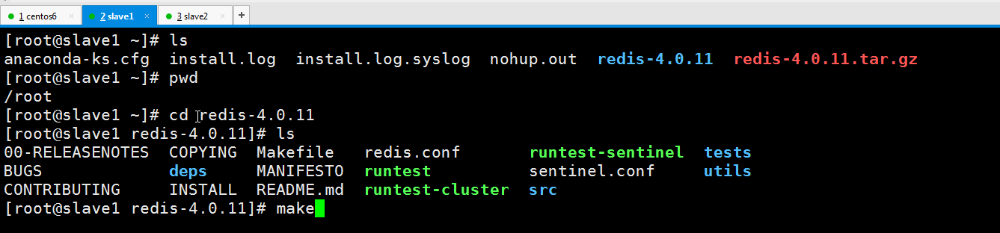 1 centos6 × 2 slave1 × 3 slave2 × +
[root@slave1 ~]# ls
anaconda-ks.cfg install.log install.log.syslog nohup.out redis-4.0.11 redis-4.0.11.tar.gz
[root@slave1 ~]# pwd
/root
[root@slave1 ~]# cd redis-4.0.11
[root@slave1 redis-4.0.11]# ls
00-RELEASENOTES COPYING Makefile redis.conf runtest-sentinel tests
BUGS deps MANIFESTO runtest sentinel.conf utils
CONTRIBUTING INSTALL README.md runtest-cluster src
[root@slave1 redis-4.0.11]# make